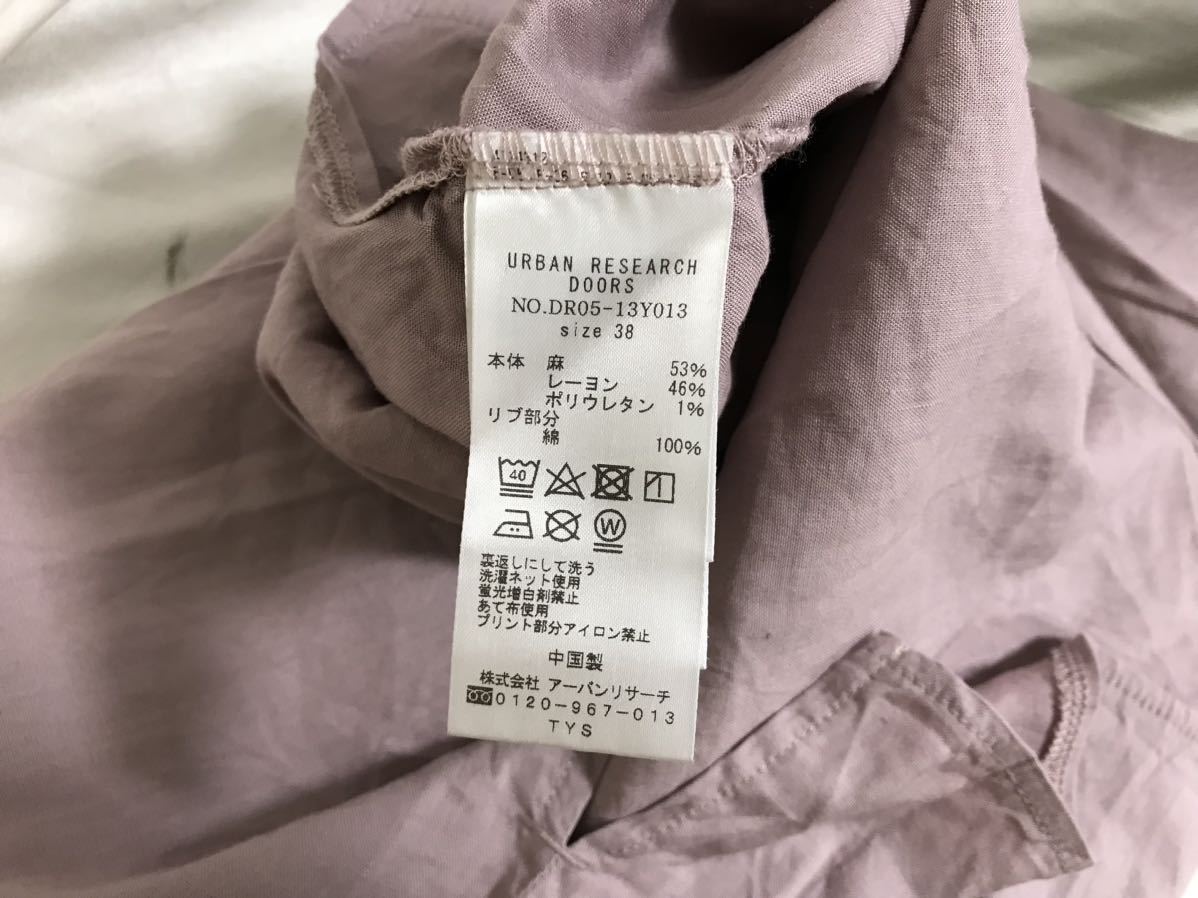 URBAN RESEARCH
DOORS
NO.DR05-13Y013
size 38
本体 麻 53%
レーヨン 46%
ポリウレタン 1%
リブ部分
綿 100%
40
W
裏返しにして洗う
洗濯ネット使用
蛍光増白剤禁止
あて布使用
プリント部分アイロン禁止
中国製
株式会社 アーバンリサーチ
0120-967-013
TYS